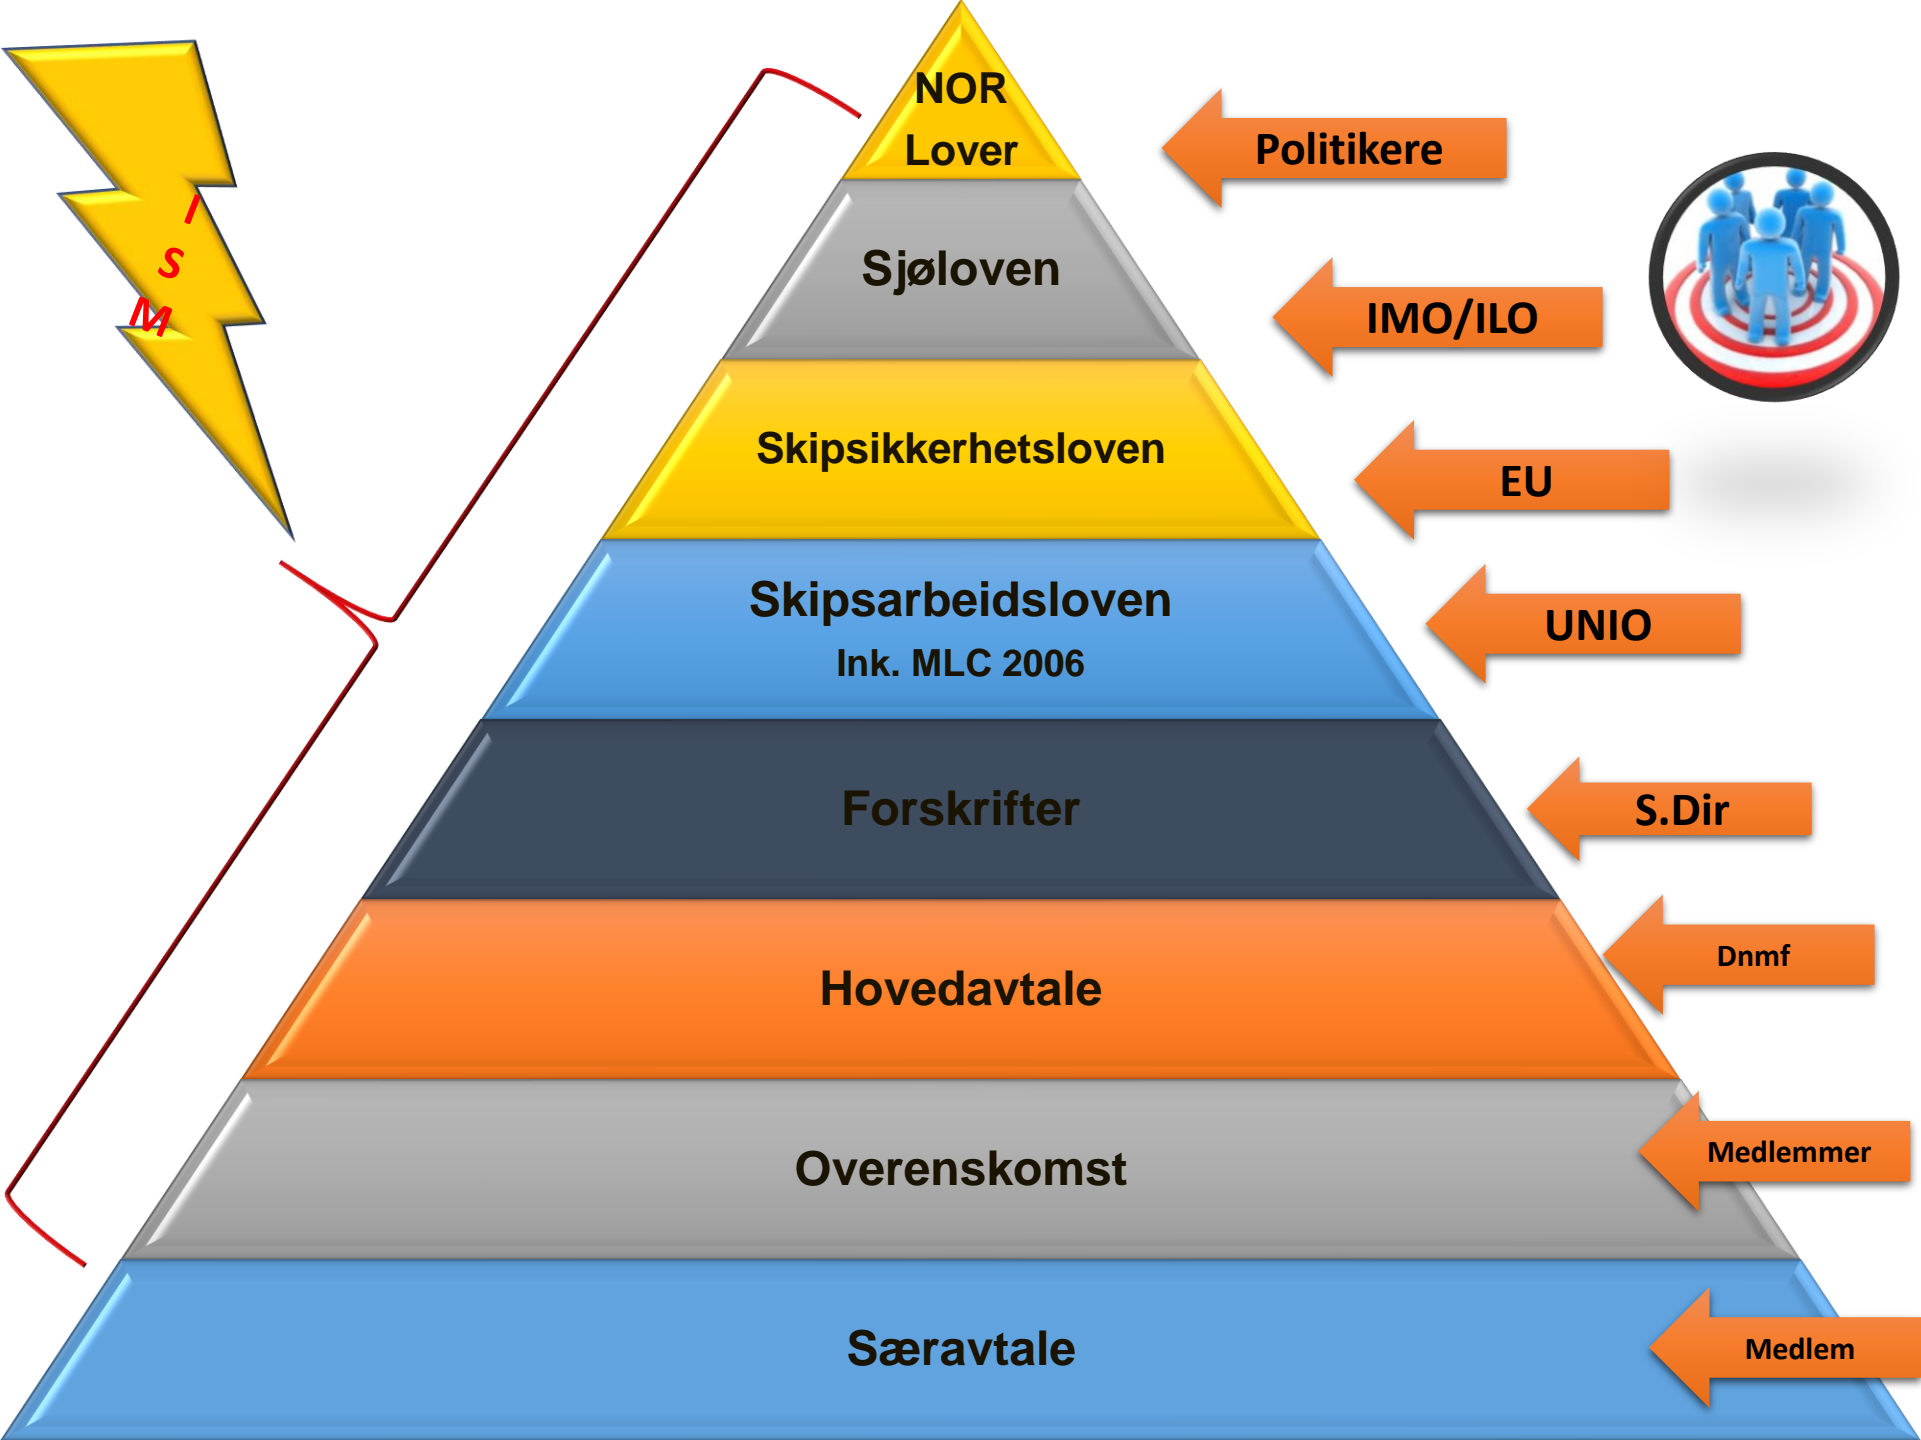 I
S
M
NOR
Lover
Politikere
Sjøloven
IMO/ILO
Skipsikkerhetsloven
EU
Skipsarbeidsloven
Ink. MLC 2006
UNIO
Forskrifter
S.Dir
Hovedavtale
Dnmf
Overenskomst
Medlemmer
Særavtale
Medlem